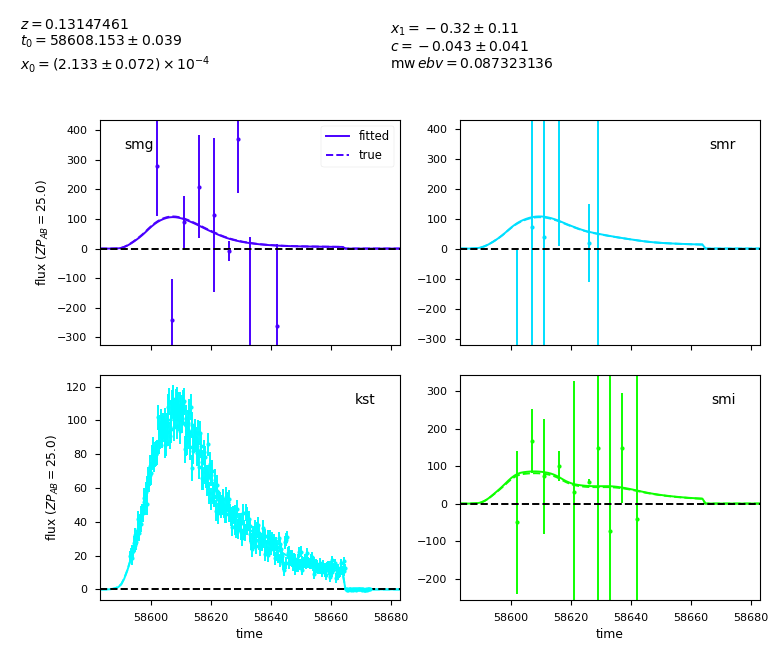 z = 0.13147461
t₀ = 58608.153 ± 0.039
x₀ = (2.133 ± 0.072) × 10⁻⁴
x₁ = −0.32 ± 0.11
c = −0.043 ± 0.041
mw ebv = 0.087323136
smg
fitted
true
400
300
200
100
0
−100
−200
−300
flux (ZP_AB = 25.0)
smr
400
300
200
100
0
−100
−200
−300
kst
120
100
80
60
40
20
0
flux (ZP_AB = 25.0)
58600 58620 58640 58660 58680
time
smi
300
200
100
0
−100
−200
58600 58620 58640 58660 58680
time